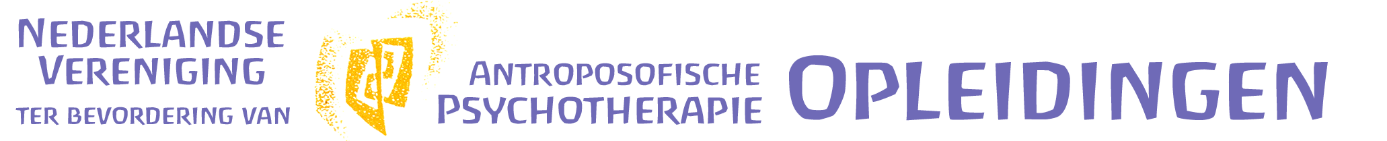 NEDERLANDSE
VERENIGING
TER BEVORDERING VAN
ANTROPOSOFISCHE
PSYCHOTHERAPIE
OPLEIDINGEN